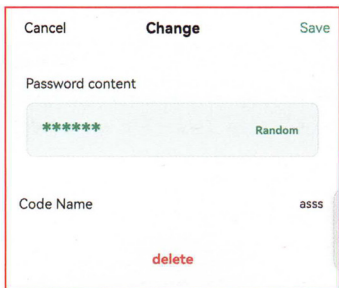 Cancel Change Save
Password content
****** Random
Code Name asss
delete